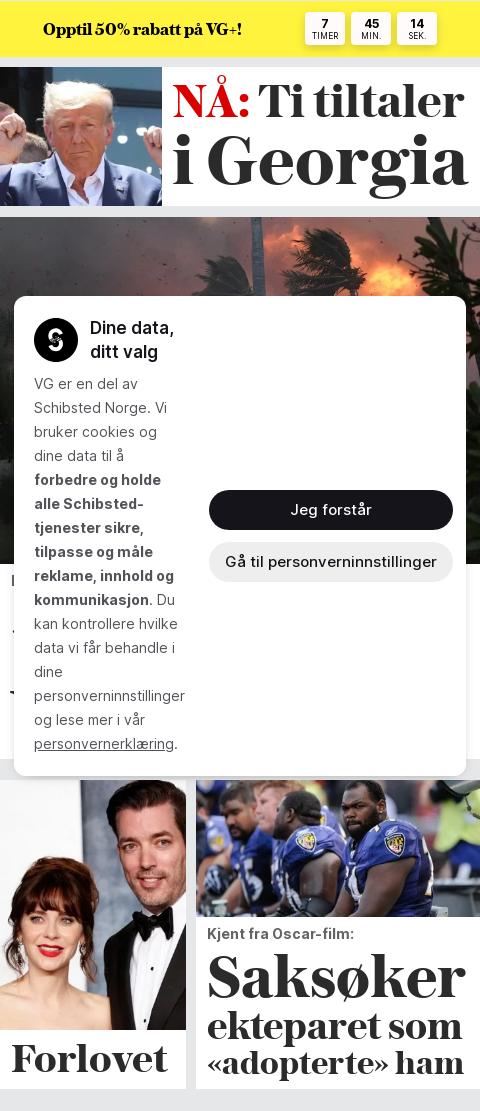 Opptil 50% rabatt på VG+!
7 45 14
TIMER MIN. SEK.
NÅ: Ti tiltaler
i Georgia
Dine data,
ditt valg
VG er en del av
Schibsted Norge. Vi
bruker cookies og
dine data til å
forbedre og holde
alle Schibsted-
tjenester sikre,
tilpasse og måle
reklame, innhold og
kommunikasjon. Du
kan kontrollere hvilke
data vi får behandle i
dine
personverninnstillinger
og lese mer i vår
personvernerklæring.
Jeg forstår
Gå til personverninnstillinger
Forlovet
Kjent fra Oscar-film:
Saksøker
ekteparet som
«adopterte» ham